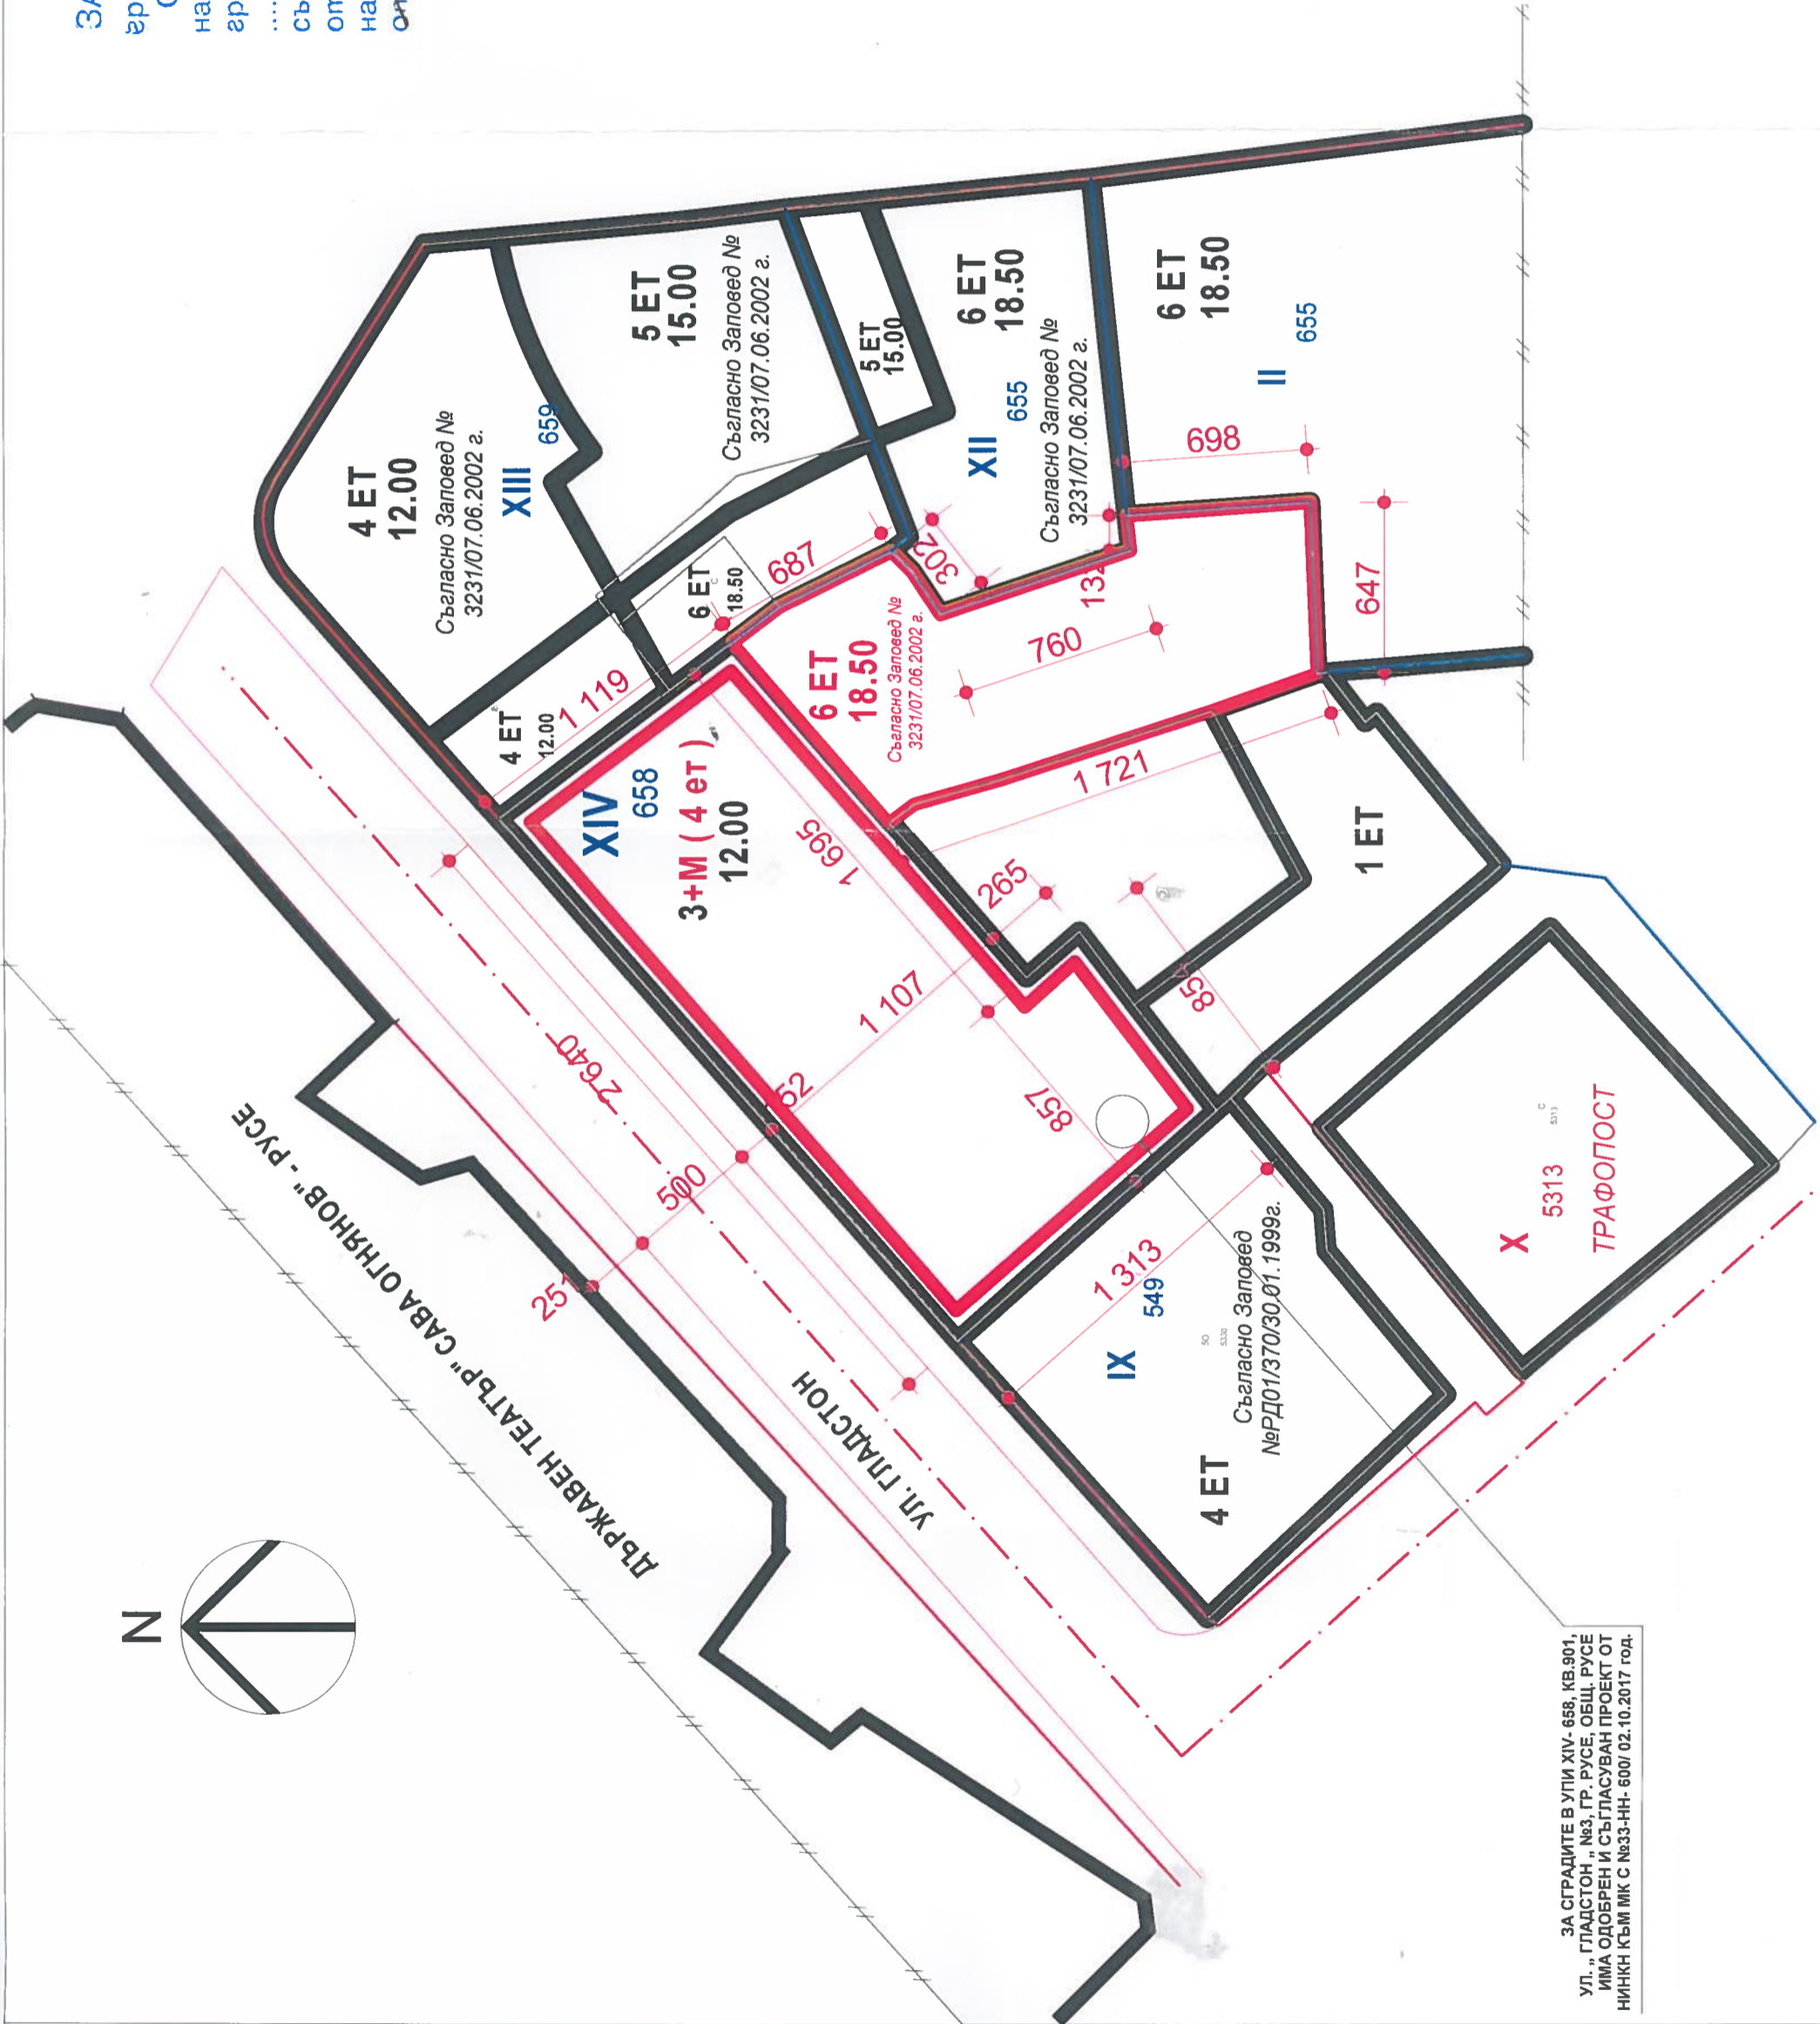 N
ДЪРЖАВЕН ТЕАТЪР" САВА ОГНЯНОВ" - РУСЕ
УЛ. ГЛАДСТОН
4 ЕТ
12.00
Съгласно Заповед №
3231/07.06.2002 г.
XIII
659
5 ЕТ
15.00
Съгласно Заповед №
3231/07.06.2002 г.
5 ЕТ
15.00
6 ЕТ
18.50
XII
655
Съгласно Заповед №
3231/07.06.2002 г.
6 ЕТ
18.50
II
655
698
647
4 ЕТ
12.00
1 119
6 ЕТ
18.50
687
302
760
6 ЕТ
18.50
Съгласно Заповед №
3231/07.06.2002 г.
1 721
XIV
658
3+М ( 4 ет )
12.00
1 695
265
1 107
857
2 640
500
52
25
1 ЕТ
1 313
IX
549
50
5330
Съгласно Заповед
№РД01/370/30.01.1999г.
4 ЕТ
X
5313
С
5313
ТРАФОПОСТ
ЗА СГРАДИТЕ В УПИ XIV- 658, КВ.901,
УЛ. „ ГЛАДСТОН „ №3, ГР. РУСЕ, ОБЩ. РУСЕ
ИМА ОДОБРЕН И СЪГЛАСУВАН ПРОЕКТ ОТ
НИНКН КЪМ МК С №33-НН- 600/ 02.10.2017 год.